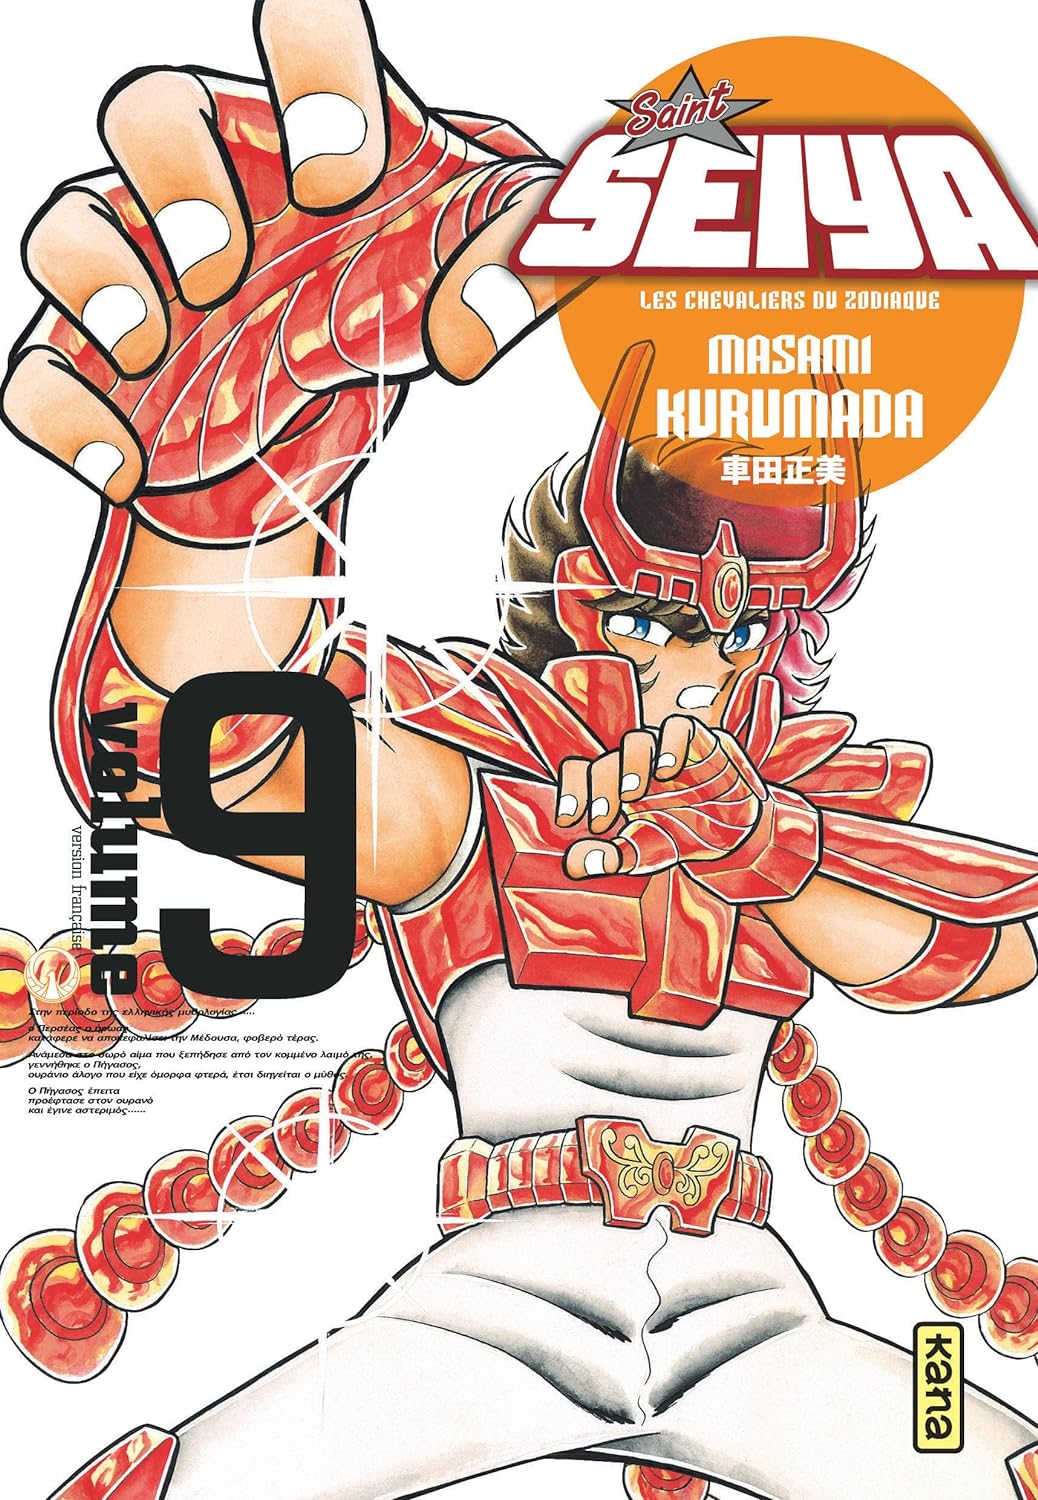 Saint
SEIYA
LES CHEVALIERS DU ZODIAQUE
MASAMI
KURUMADA
車田正美
9
volume
version française
Στην περίοδο της ελληνικής μυθολογίας.....
ο Περσέας ο ήρωας
κατάφερε να αποκεφαλίσει την Μέδουσα, φοβερό τέρας.
Ανάμεσα στο σωρό αίμα που ξεπήδησε από τον κομμένο λαιμό της,
γεννήθηκε ο Πήγασος,
ουράνιο άλογο που είχε όμορφα φτερά, έτσι διηγείται ο μύθος.
Ο Πήγασος έπειτα
προέφτασε στον ουρανό
και έγινε αστερισμός......
kana